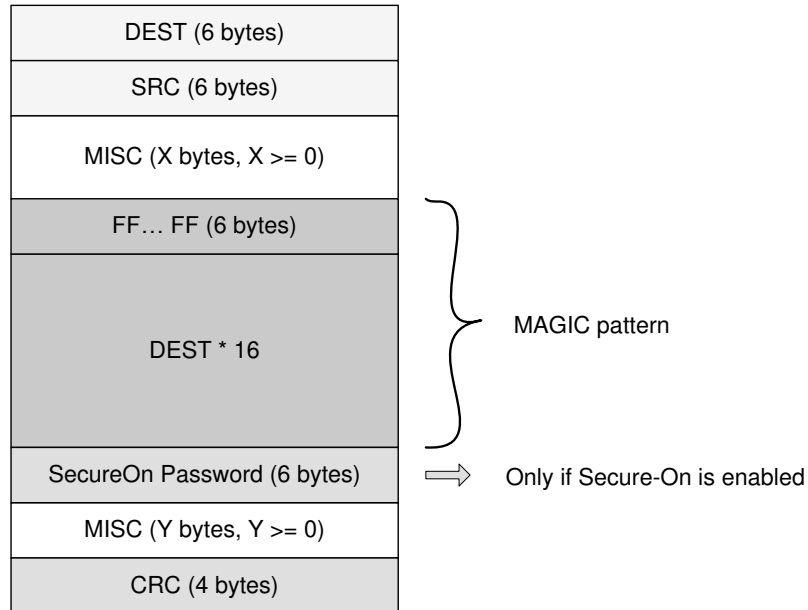 DEST (6 bytes)
SRC (6 bytes)
MISC (X bytes, X >= 0)
FF… FF (6 bytes)
DEST * 16
MAGIC pattern
SecureOn Password (6 bytes)
Only if Secure-On is enabled
MISC (Y bytes, Y >= 0)
CRC (4 bytes)